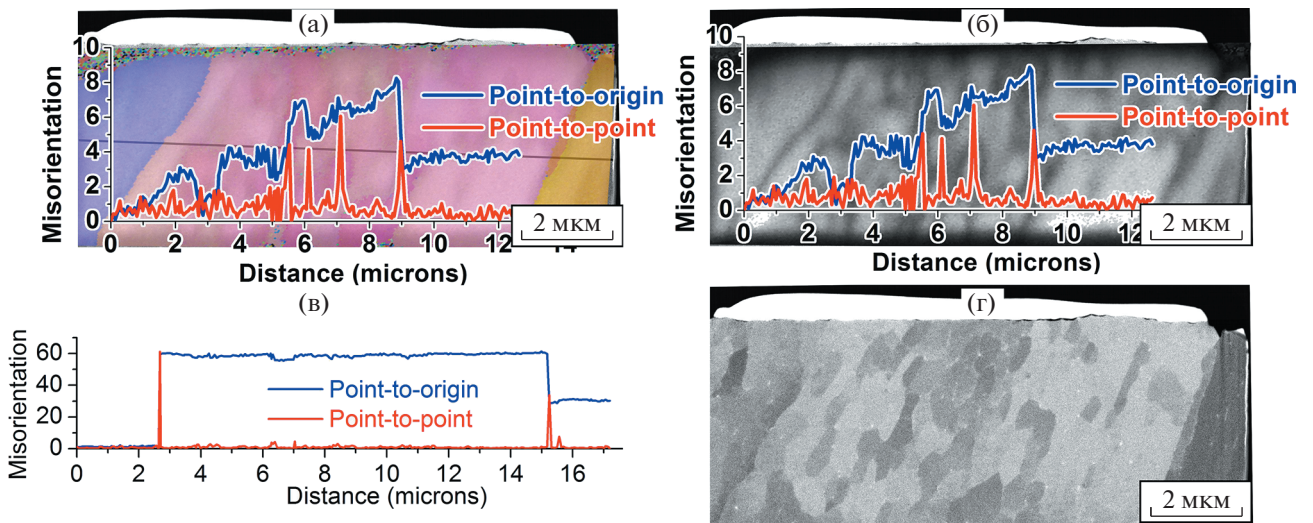 (а)
10
8
6
4
2
0
Misorientation
Point-to-origin
Point-to-point
0 2 4 6 8 10 12 14
Distance (microns)
2 мкм
(б)
10
8
6
4
2
0
Misorientation
Point-to-origin
Point-to-point
0 2 4 6 8 10 12
Distance (microns)
2 мкм
(в)
60
40
20
0
Misorientation
Point-to-origin
Point-to-point
0 2 4 6 8 10 12 14 16
Distance (microns)
(г)
2 мкм